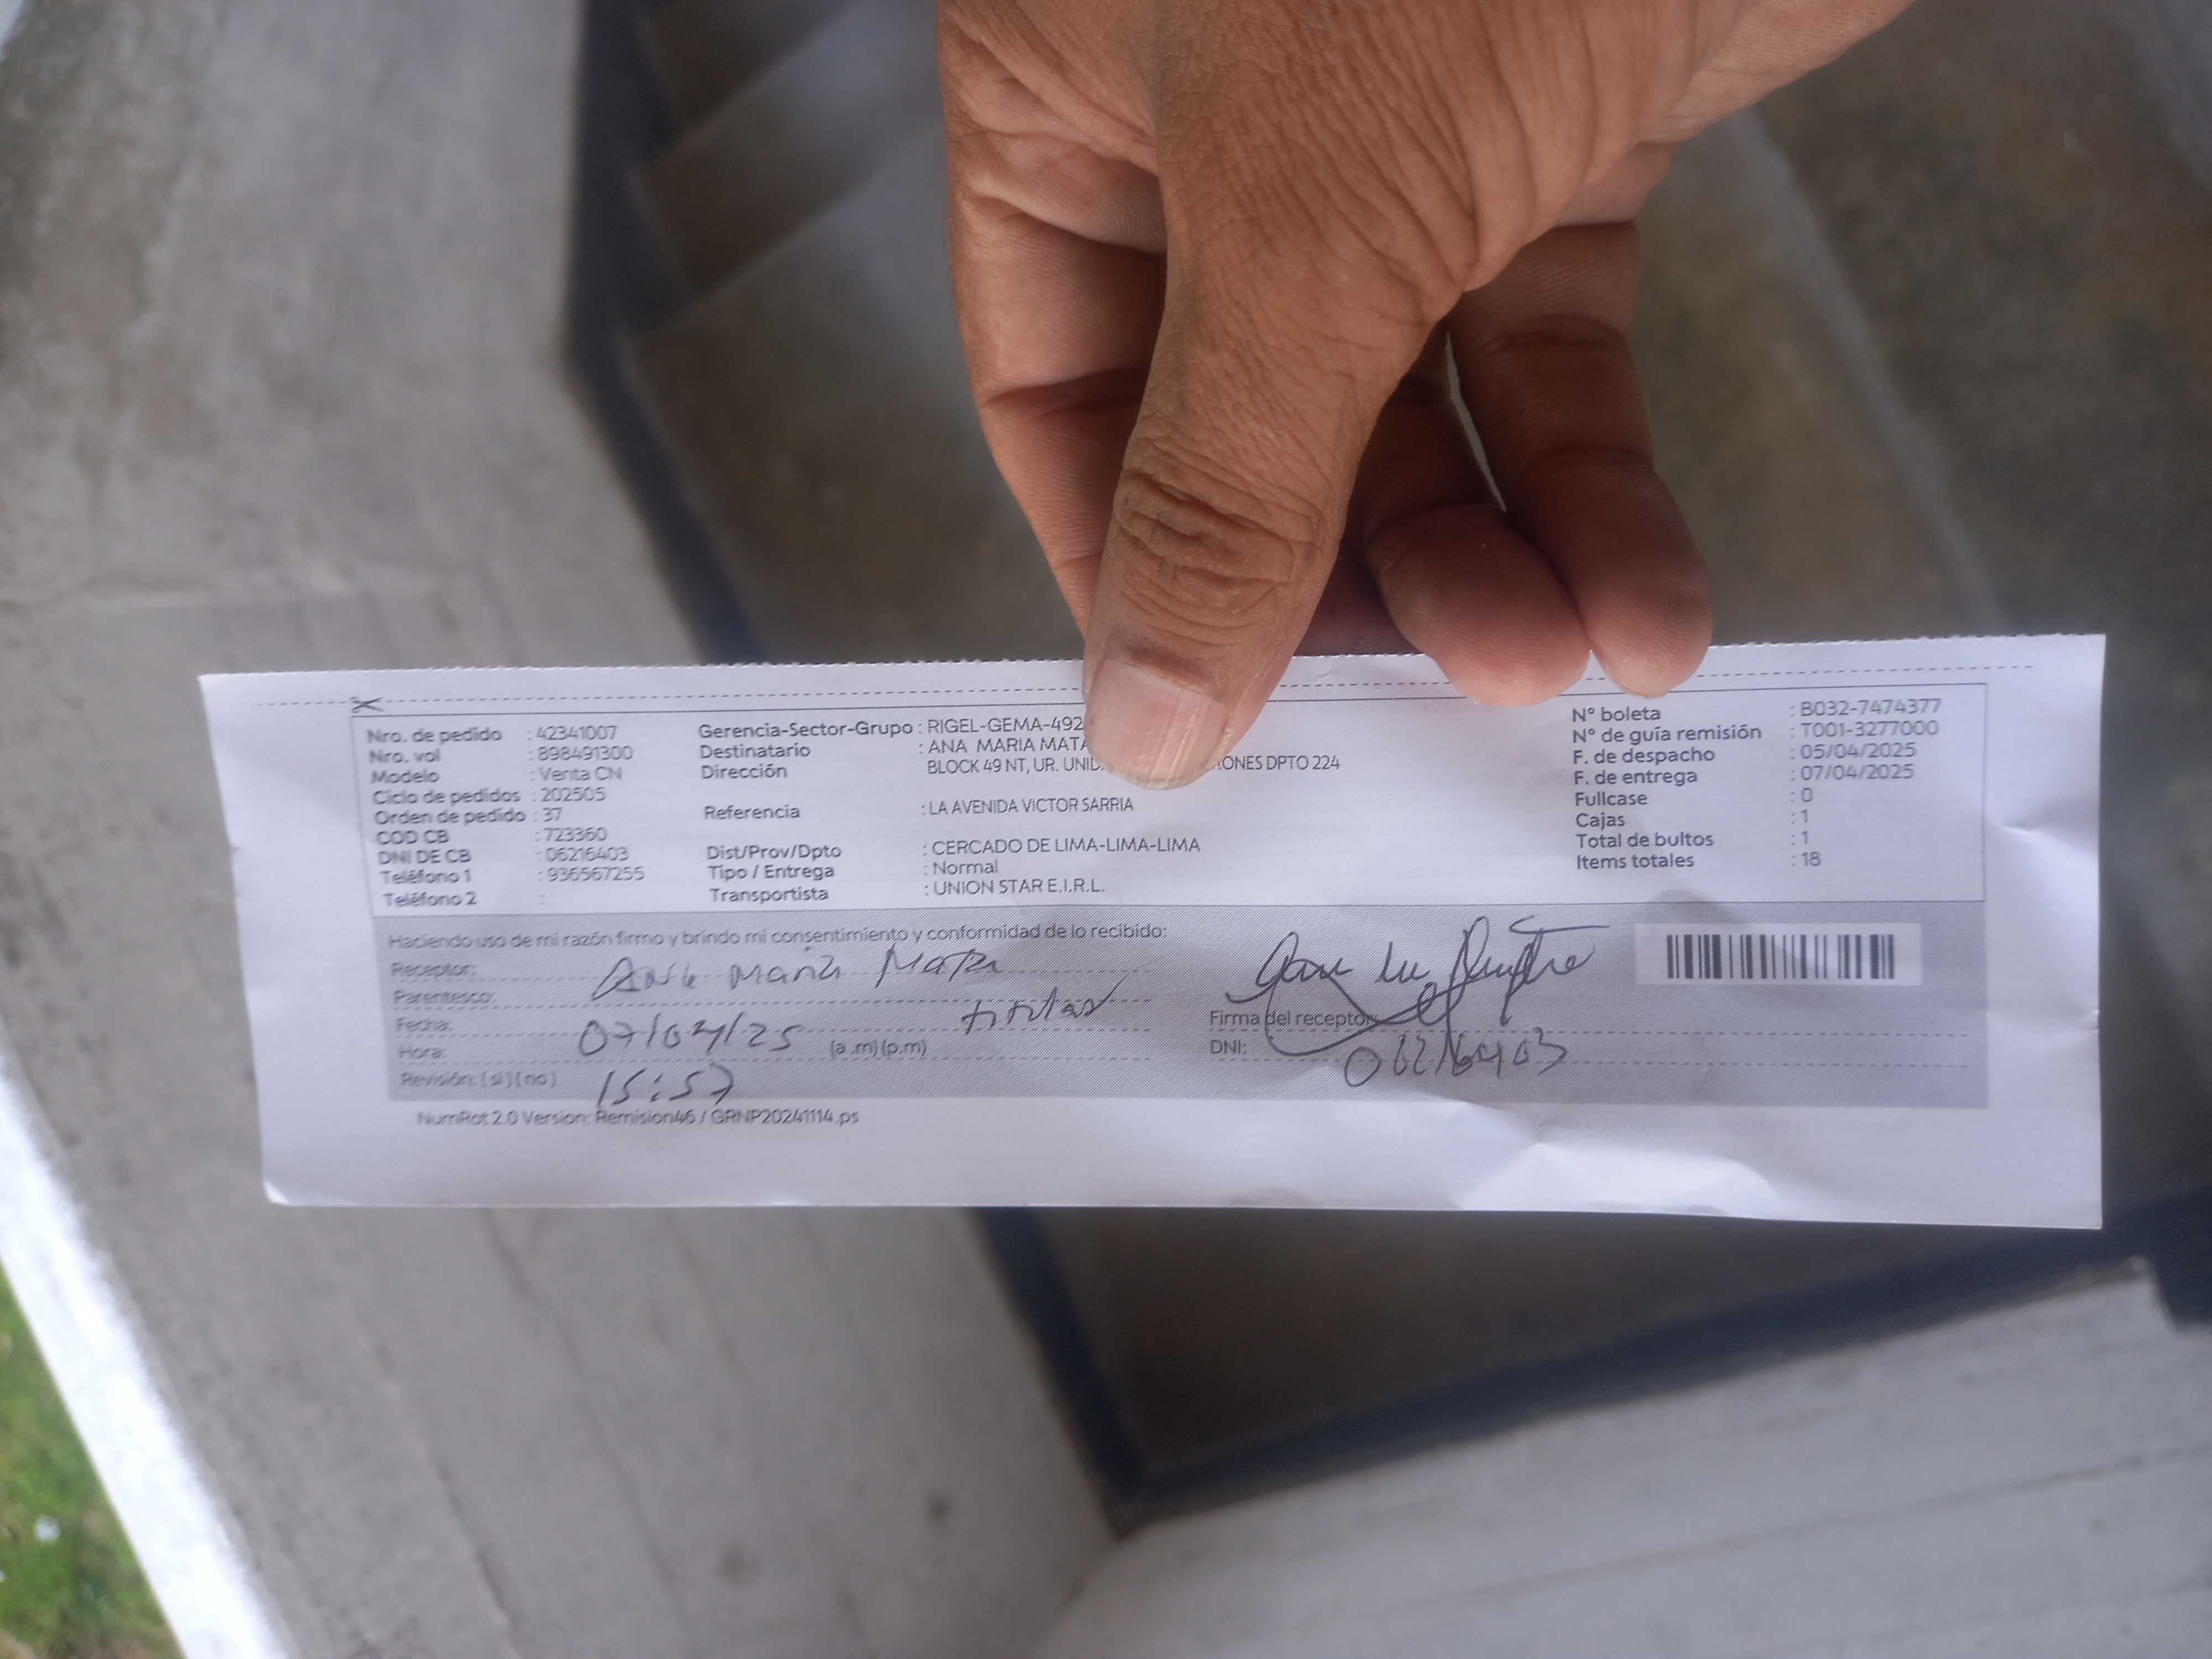 Nro. de pedido : 42341007
Nro. vol : 898491300
Modelo : Venta CN
Ciclo de pedidos : 202505
Orden de pedido : 37
COD CB : 723360
DNI DE CB : 06216403
Teléfono 1 : 936567255
Teléfono 2 :
Gerencia-Sector-Grupo : RIGEL-GEMA-492
Destinatario : ANA MARIA MATA
Dirección BLOCK 49 NT, UR. UNID DPTO 224
Referencia : LA AVENIDA VICTOR SARRIA
Dist/Prov/Dpto : CERCADO DE LIMA-LIMA-LIMA
Tipo / Entrega : Normal
Transportista : UNION STAR E.I.R.L.
N° boleta : B032-7474377
N° de guía remisión : T001-3277000
F. de despacho : 05/04/2025
F. de entrega : 07/04/2025
Fullcase : 0
Cajas : 1
Total de bultos : 1
Items totales : 18
Haciendo uso de mi razón firmo y brindo mi consentimiento y conformidad de lo recibido:
Receptor: Ana Maria Mata
Parentesco: titular
Fecha: 07/04/25
Hora: (a.m)(p.m)
Revisión: (si)(no) 15:57
Firma del receptor:
DNI: 06216403
NumRot 2.0 Version: Remision46 / GRNP20241114.ps